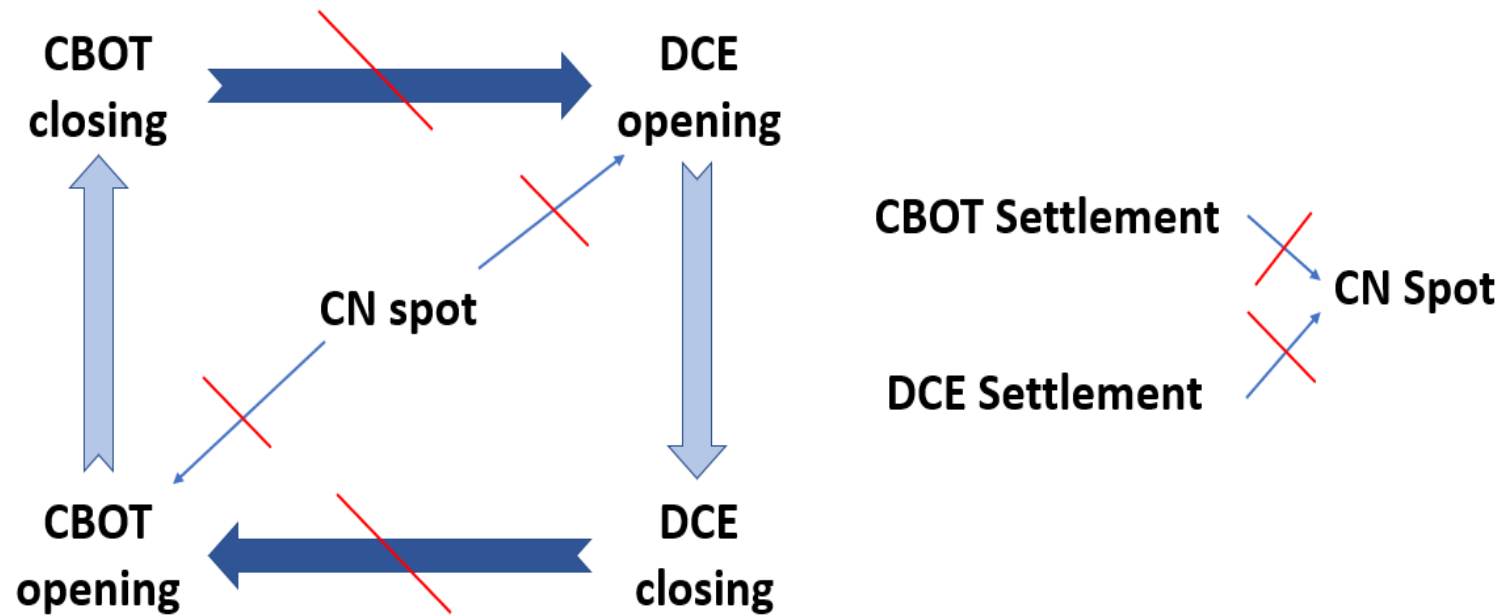 CBOT
closing
DCE
opening
CN spot
CBOT
opening
DCE
closing
CBOT Settlement
CN Spot
DCE Settlement